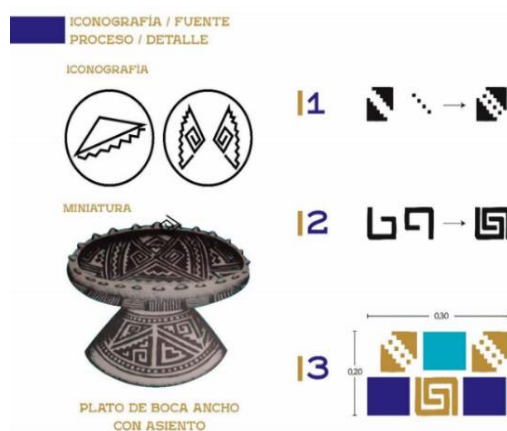 ICONOGRAFÍA / FUENTE
PROCESO / DETALLE
ICONOGRAFÍA
MINIATURA
PLATO DE BOCA ANCHO
CON ASIENTO
1
2
3
0,30
0,20